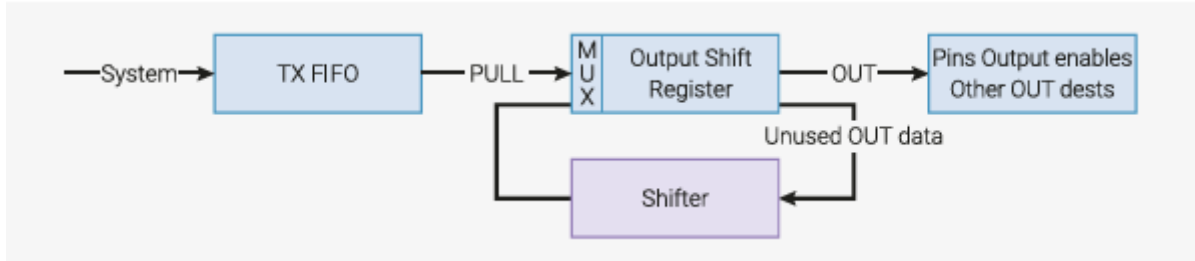 System
TX FIFO
PULL
M
U
X
Output Shift
Register
OUT
Pins Output enables
Other OUT dests
Unused OUT data
Shifter